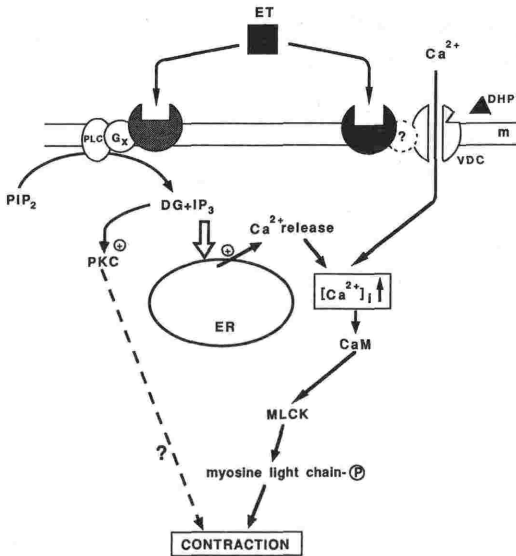 ET
Ca²⁺
DHP
PLC
Gₓ
?
m
VDC
PIP₂
DG+IP₃
⊕
PKC
⊕
Ca²⁺ release
[Ca²⁺]ᵢ
ER
CaM
MLCK
?
myosine light chain-Ⓟ
CONTRACTION